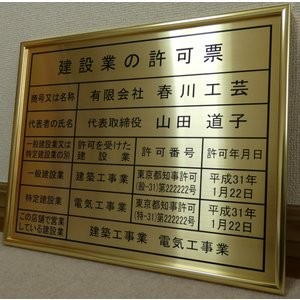 建設業の許可票
商号又は名称 有限会社 春川工芸
代表者の氏名 代表取締役 山田 道子
一般建設業又は特定建設業の別 許可を受けた建設業 許可番号 許可年月日
一般建設業 建築工事業 東京都知事許可(般-31)第222222号 平成31年1月22日
特定建設業 電気工事業 東京都知事許可(特-31)第222222号 平成31年1月22日
この店舗で営業している建設業 建築工事業 電気工事業